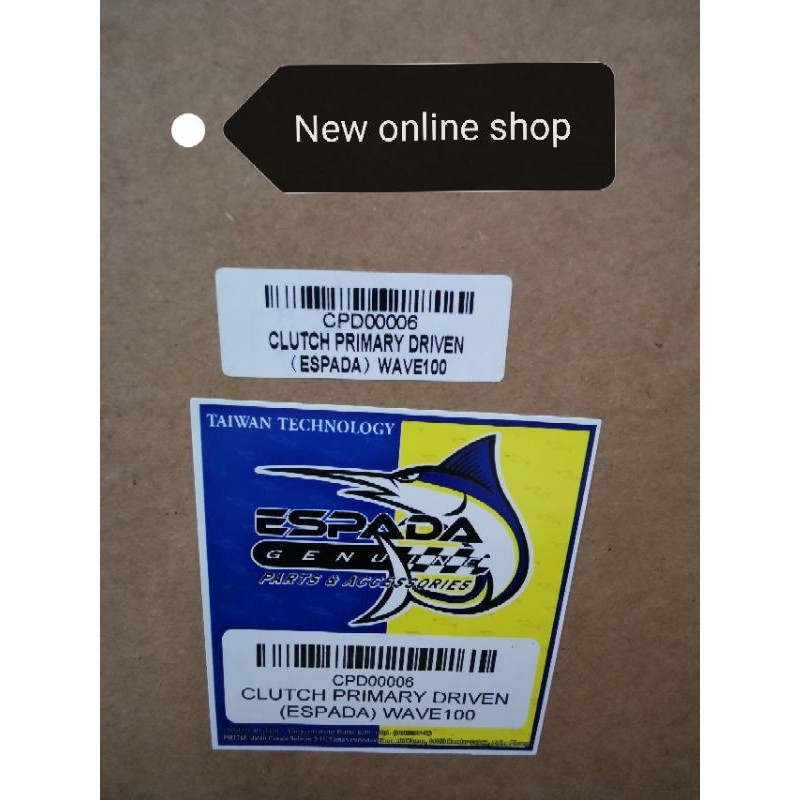 New online shop
CPD00006
CLUTCH PRIMARY DRIVEN
(ESPADA) WAVE100
TAIWAN TECHNOLOGY
ESPADA
GENUINE
PARTS & ACCESSORIES
CPD00006
CLUTCH PRIMARY DRIVEN
(ESPADA) WAVE100